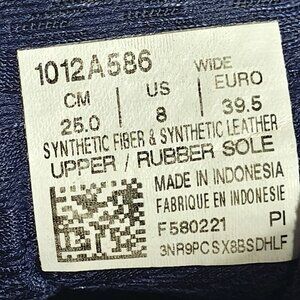 1012A586 WIDE
CM US EURO
25.0 8 39.5
SYNTHETIC FIBER & SYNTHETIC LEATHER
UPPER / RUBBER SOLE
MADE IN INDONESIA
FABRIQUE EN INDONESIE
F580221 PI
3NR9PCSX8BSDHLF